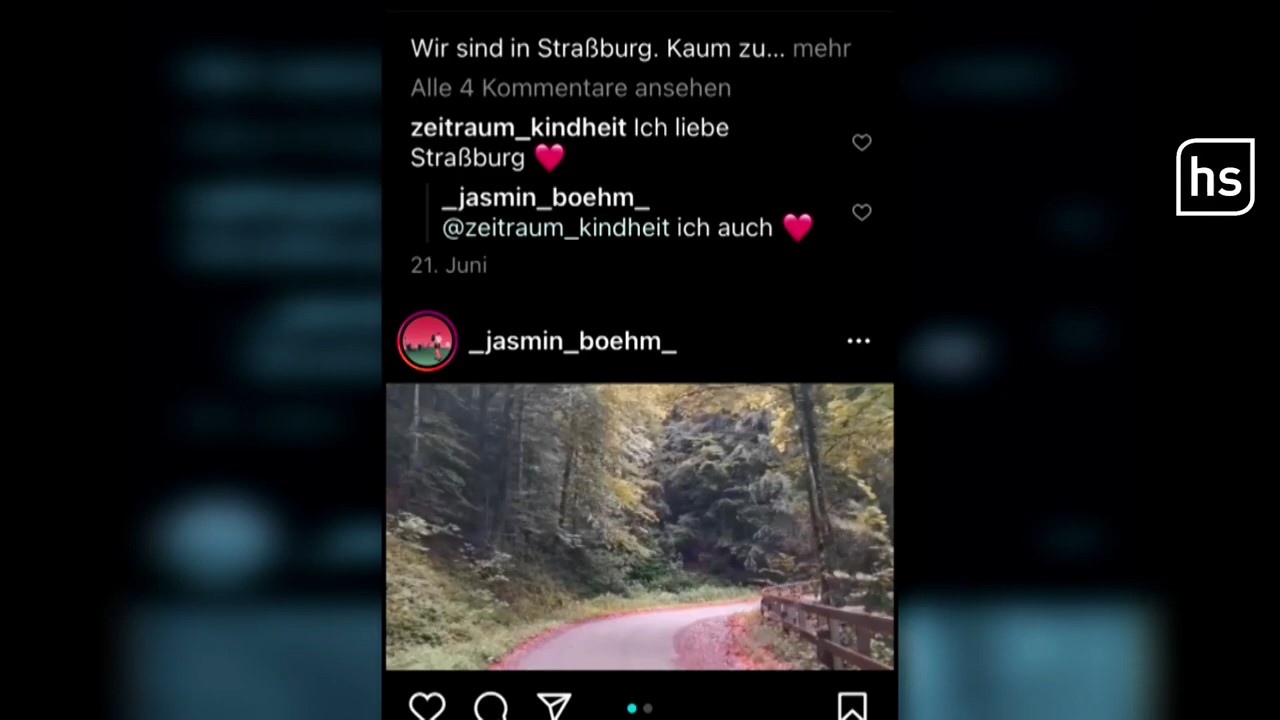 Wir sind in Straßburg. Kaum zu... mehr
Alle 4 Kommentare ansehen
zeitraum_kindheit Ich liebe
Straßburg ❤️
_jasmin_boehm_
@zeitraum_kindheit ich auch ❤️
21. Juni
_jasmin_boehm_
hs